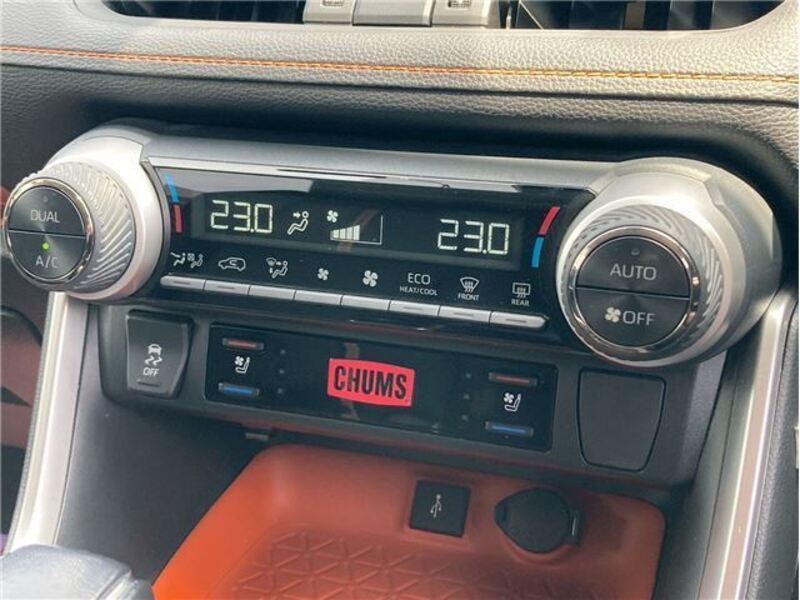 DUAL
A/C
23.0
23.0
ECO
HEAT/COOL
FRONT
REAR
AUTO
OFF
OFF
CHUMS